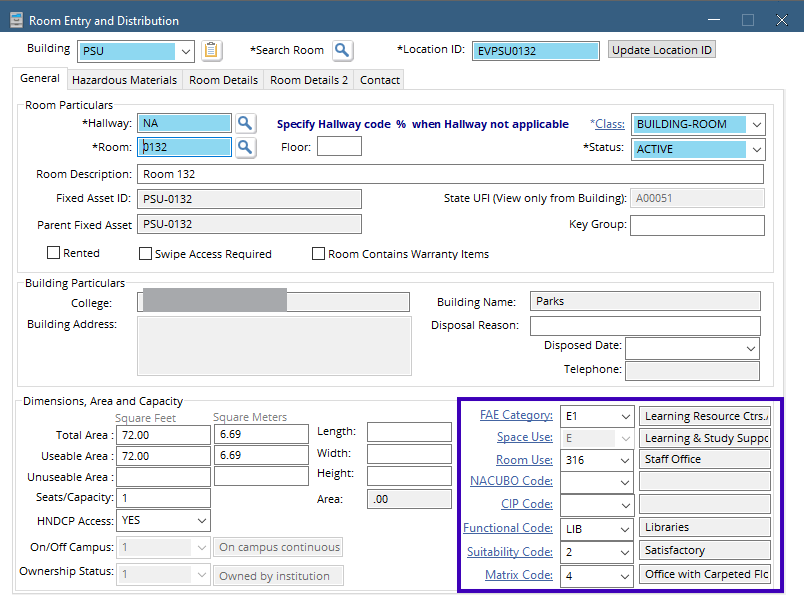 Room Entry and Distribution
Building PSU *Search Room *Location ID: EVPSU0132 Update Location ID
General Hazardous Materials Room Details Room Details 2 Contact
Room Particulars
*Hallway: NA Specify Hallway code % when Hallway not applicable *Class: BUILDING-ROOM
*Room: 0132 Floor: *Status: ACTIVE
Room Description: Room 132
Fixed Asset ID: PSU-0132 State UFI (View only from Building): A00051
Parent Fixed Asset PSU-0132 Key Group:
Rented Swipe Access Required Room Contains Warranty Items
Building Particulars
College: Building Name: Parks
Building Address: Disposal Reason:
Disposed Date:
Telephone:
Dimensions, Area and Capacity
Square Feet Square Meters
Total Area : 72.00 6.69 Length:
Useable Area : 72.00 6.69 Width:
Unuseable Area : Height:
Seats/Capacity: 1 Area: .00
HNDCP Access: YES
On/Off Campus: 1 On campus continuous
Ownership Status: 1 Owned by institution
FAE Category: E1 Learning Resource Ctrs.
Space Use: E Learning & Study Suppo
Room Use: 316 Staff Office
NACUBO Code:
CIP Code:
Functional Code: LIB Libraries
Suitability Code: 2 Satisfactory
Matrix Code: 4 Office with Carpeted Flo